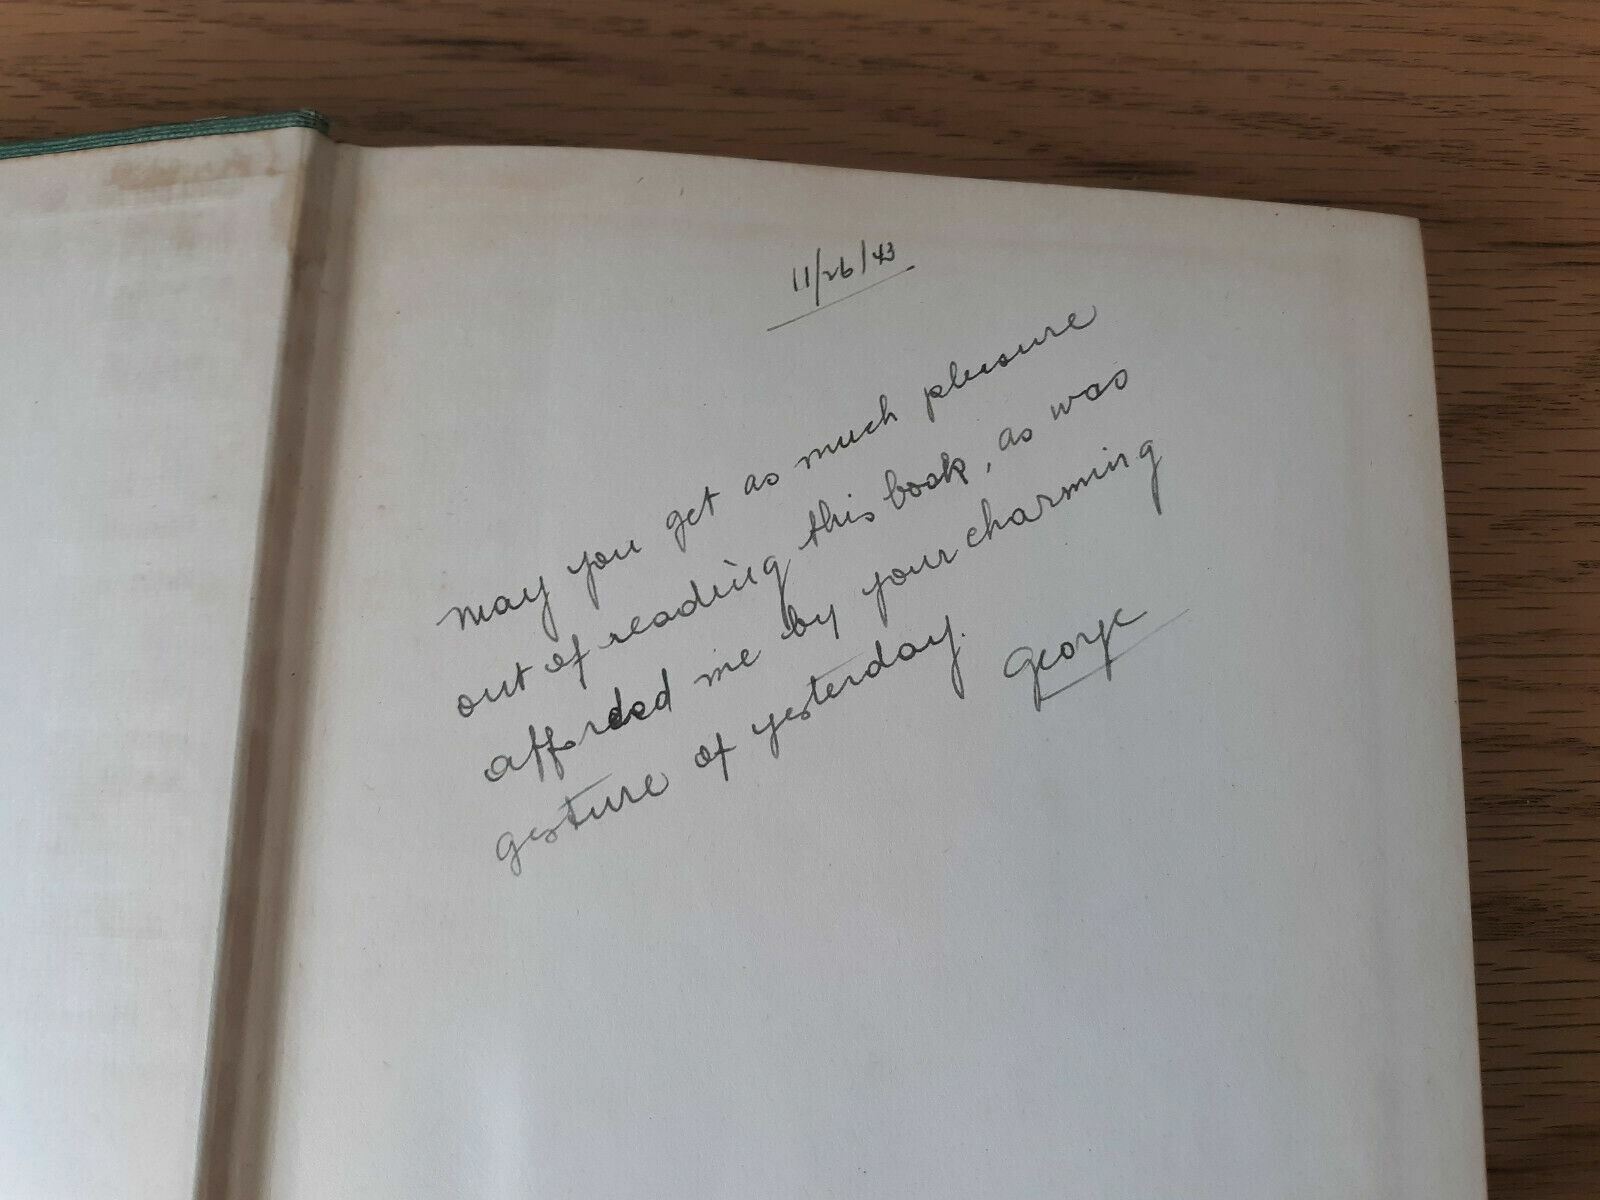 11/26/43
may you get as much pleasure
out of reading this book, as was
afforded me by your charming
gesture of yesterday.
George